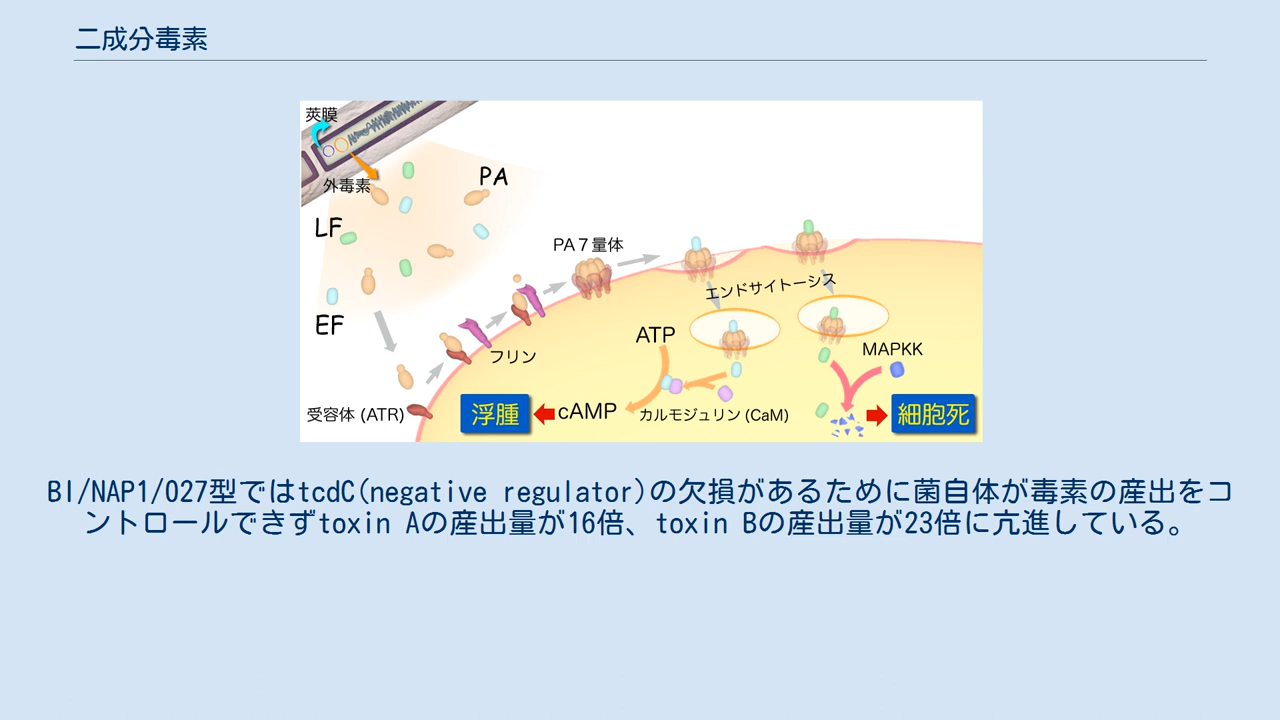 二成分毒素
莢膜
外毒素
PA
LF
EF
PA７量体
エンドサイトーシス
ATP
MAPKK
フリン
受容体 (ATR)
浮腫
cAMP
カルモジュリン (CaM)
細胞死
BI/NAP1/027型ではtcdC(negative regulator)の欠損があるために菌自体が毒素の産出をコ
ントロールできずtoxin Aの産出量が16倍、toxin Bの産出量が23倍に亢進している。